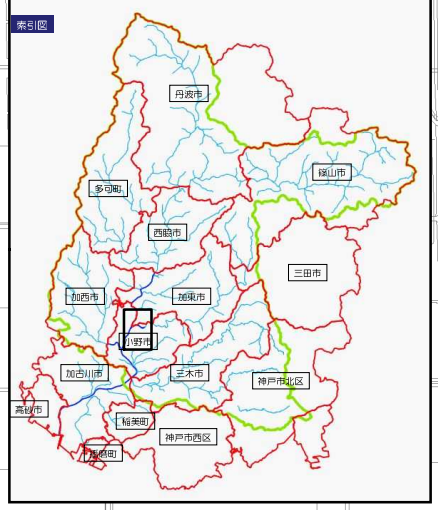 索引図
丹波市
篠山市
多可町
西脇市
三田市
加西市
加東市
小野市
加古川市
三木市
神戸市北区
高砂市
稲美町
神戸市西区
播磨町